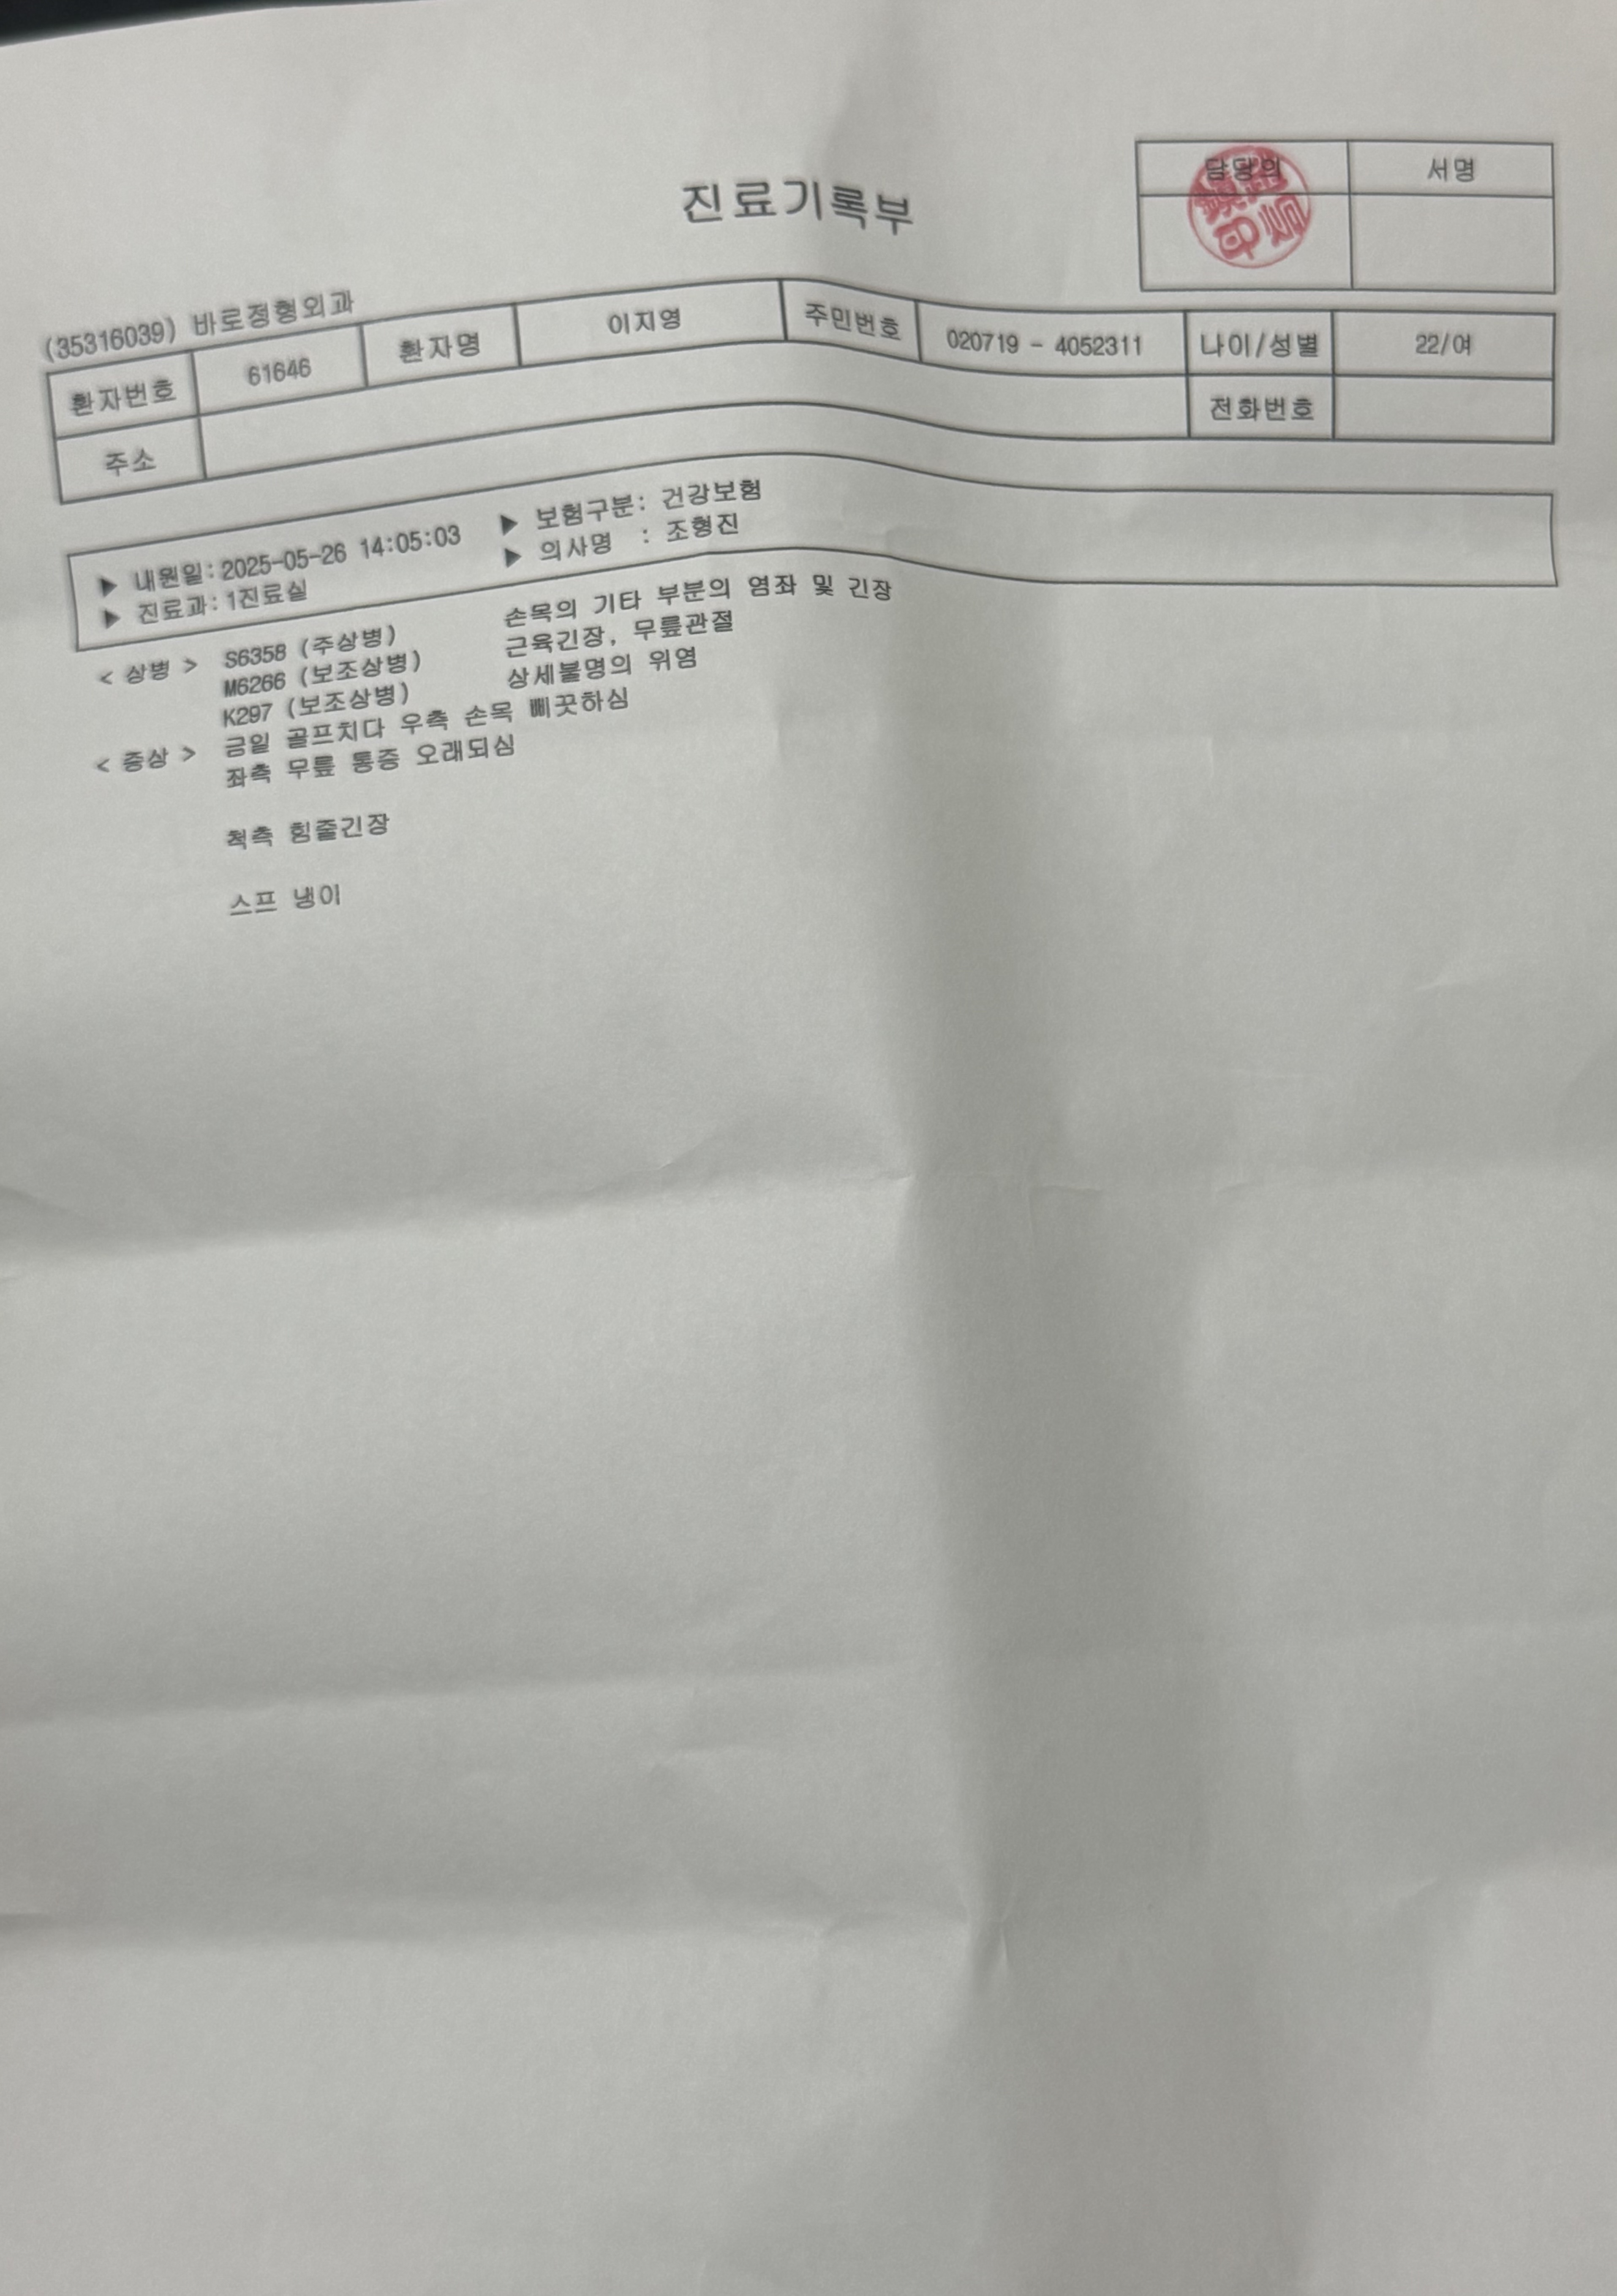 진료기록부
담당의 서명
(35316039) 바로정형외과
환자번호 61646 환자명 이지영 주민번호 020719 - 4052311 나이/성별 22/여
주소 전화번호
▶ 내원일: 2025-05-26 14:05:03 ▶ 보험구분: 건강보험
▶ 진료과: 1진료실 ▶ 의사명 : 조형진
< 상병 > S6358 (주상병) 손목의 기타 부분의 염좌 및 긴장
M6266 (보조상병) 근육긴장, 무릎관절
K297 (보조상병) 상세불명의 위염
< 증상 > 금일 골프치다 우측 손목 삐끗하심
좌측 무릎 통증 오래되심
척측 힘줄긴장
스프 냉이